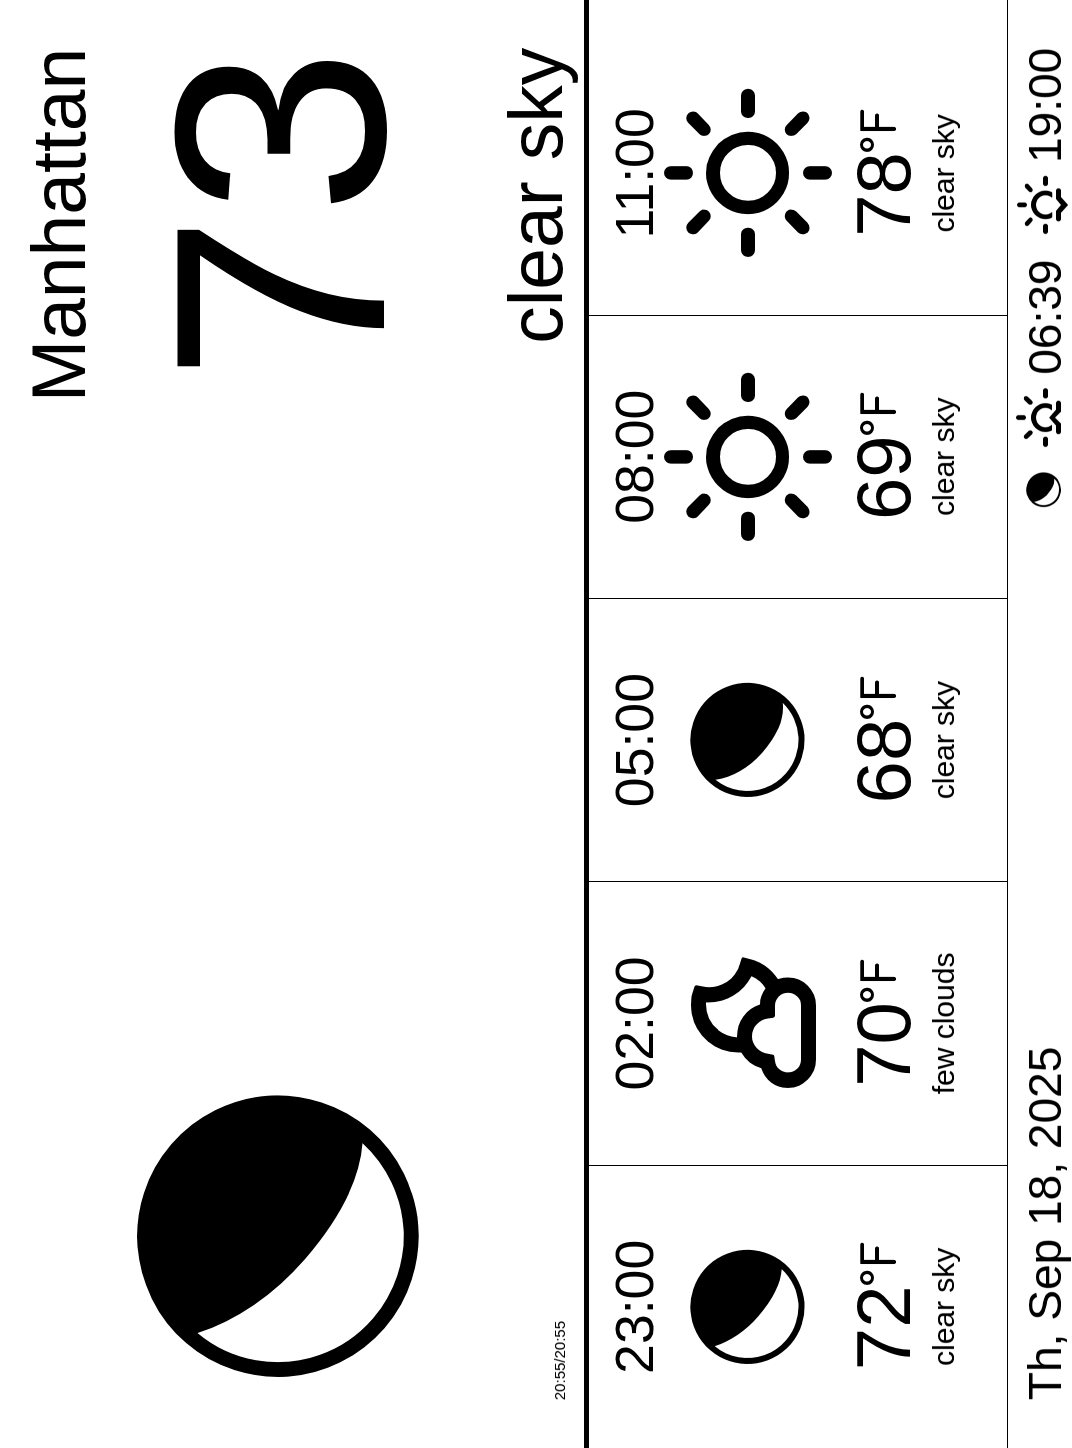 Manhattan
73
clear sky
20:55/20:55
23:00
72°F
clear sky
02:00
70°F
few clouds
05:00
68°F
clear sky
08:00
69°F
clear sky
11:00
78°F
clear sky
Th, Sep 18, 2025
06:39
19:00